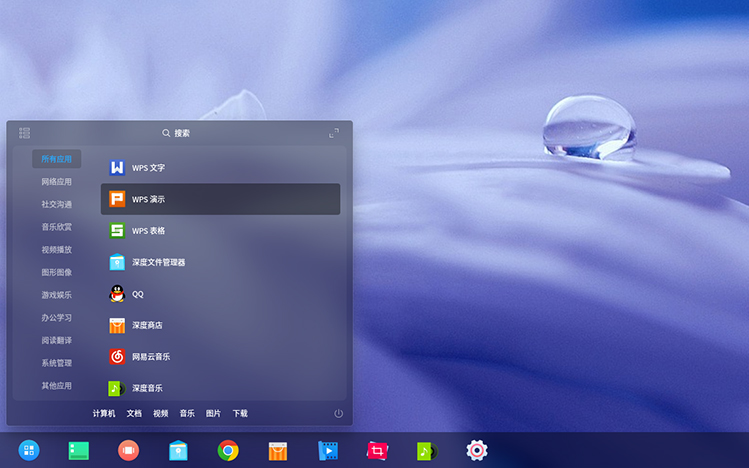 搜索
所有应用
网络应用
社交沟通
音乐欣赏
视频播放
图形图像
游戏娱乐
办公学习
阅读翻译
系统管理
其他应用
WPS 文字
WPS 演示
WPS 表格
深度文件管理器
QQ
深度商店
网易云音乐
深度音乐
计算机 文档 视频 音乐 图片 下载